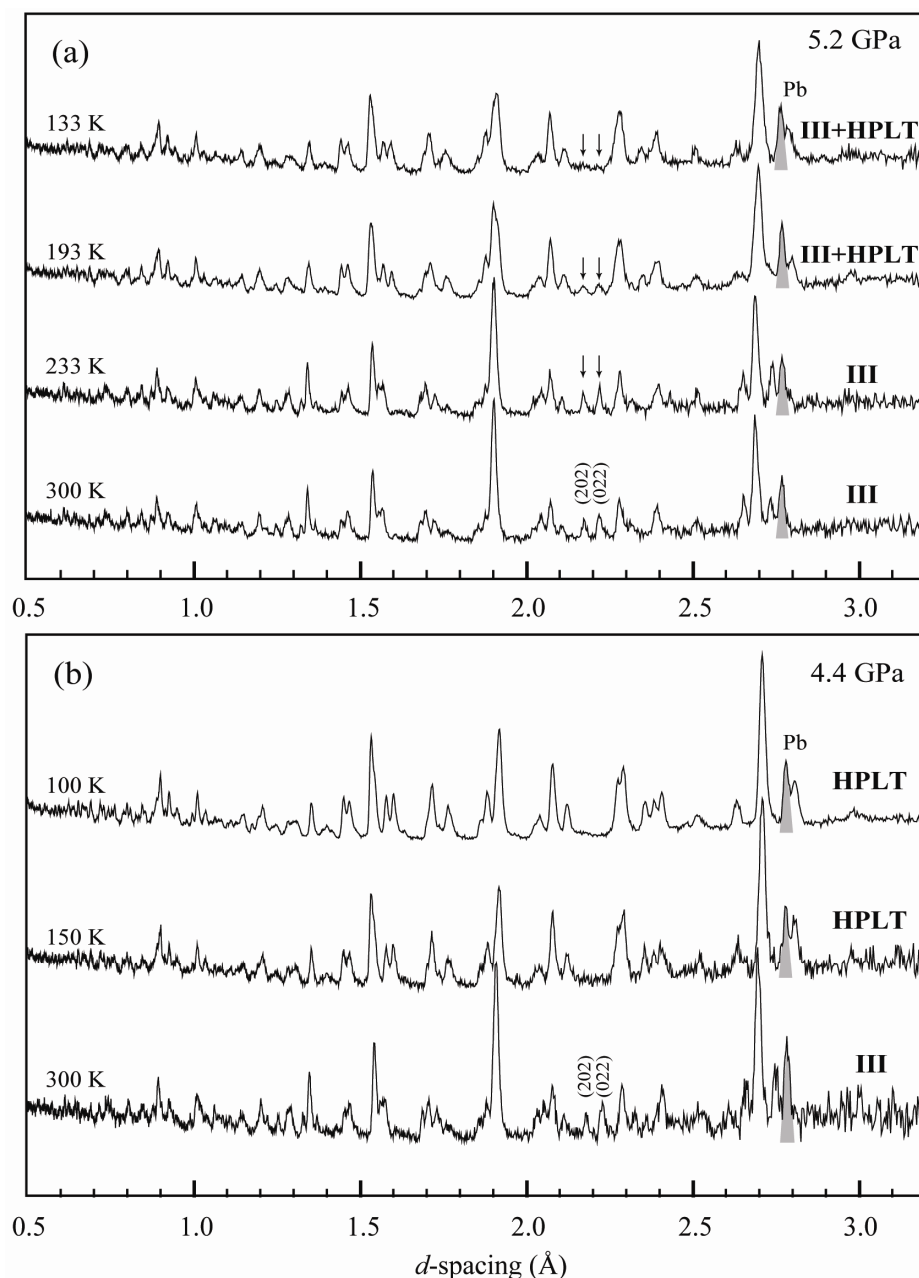 (a)
5.2 GPa
Pb
133 K
III+HPLT
193 K
III+HPLT
233 K
III
(202)
(022)
300 K
III
0.5 1.0 1.5 2.0 2.5 3.0
(b)
4.4 GPa
Pb
100 K
HPLT
150 K
HPLT
(202)
(022)
300 K
III
0.5 1.0 1.5 2.0 2.5 3.0
d-spacing (Å)